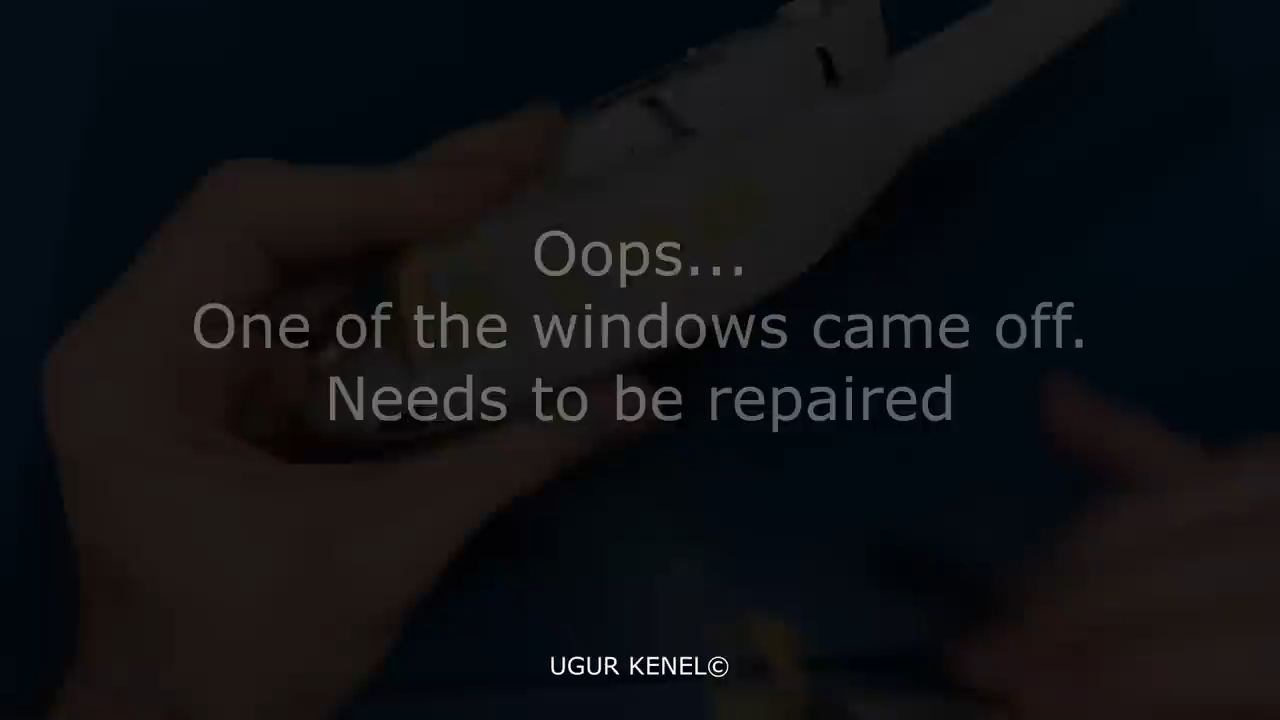 Oops...
One of the windows came off.
Needs to be repaired
UGUR KENEL©